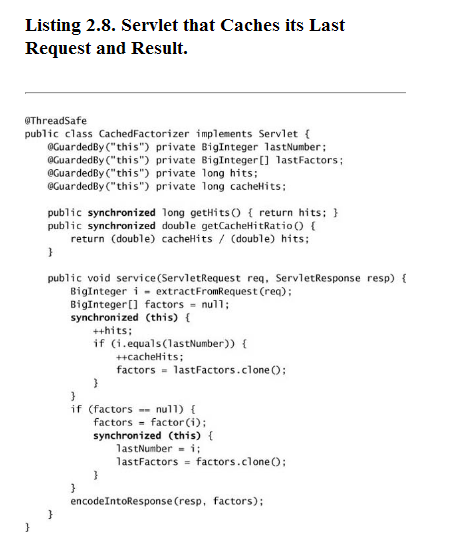 Listing 2.8. Servlet that Caches its Last
Request and Result.
@ThreadSafe
public class CachedFactorizer implements Servlet {
    @GuardedBy("this") private BigInteger lastNumber;
    @GuardedBy("this") private BigInteger[] lastFactors;
    @GuardedBy("this") private long hits;
    @GuardedBy("this") private long cacheHits;

    public synchronized long getHits() { return hits; }
    public synchronized double getCacheHitRatio() {
        return (double) cacheHits / (double) hits;
    }

    public void service(ServletRequest req, ServletResponse resp) {
        BigInteger i = extractFromRequest(req);
        BigInteger[] factors = null;
        synchronized (this) {
            ++hits;
            if (i.equals(lastNumber)) {
                ++cacheHits;
                factors = lastFactors.clone();
            }
        }
        if (factors == null) {
            factors = factor(i);
            synchronized (this) {
                lastNumber = i;
                lastFactors = factors.clone();
            }
        }
        encodeIntoResponse(resp, factors);
    }
}